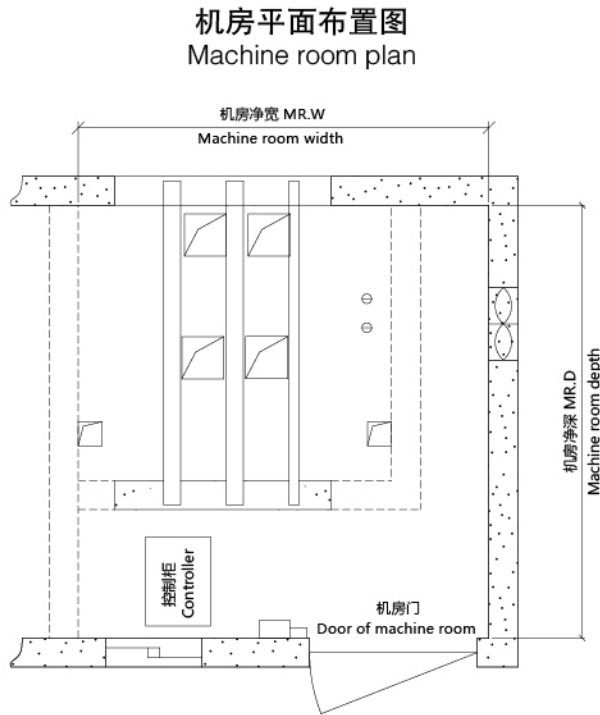 机房平面布置图
Machine room plan
机房净宽 MR.W
Machine room width
机房净深 MR.D
Machine room depth
控制柜
Controller
机房门
Door of machine room